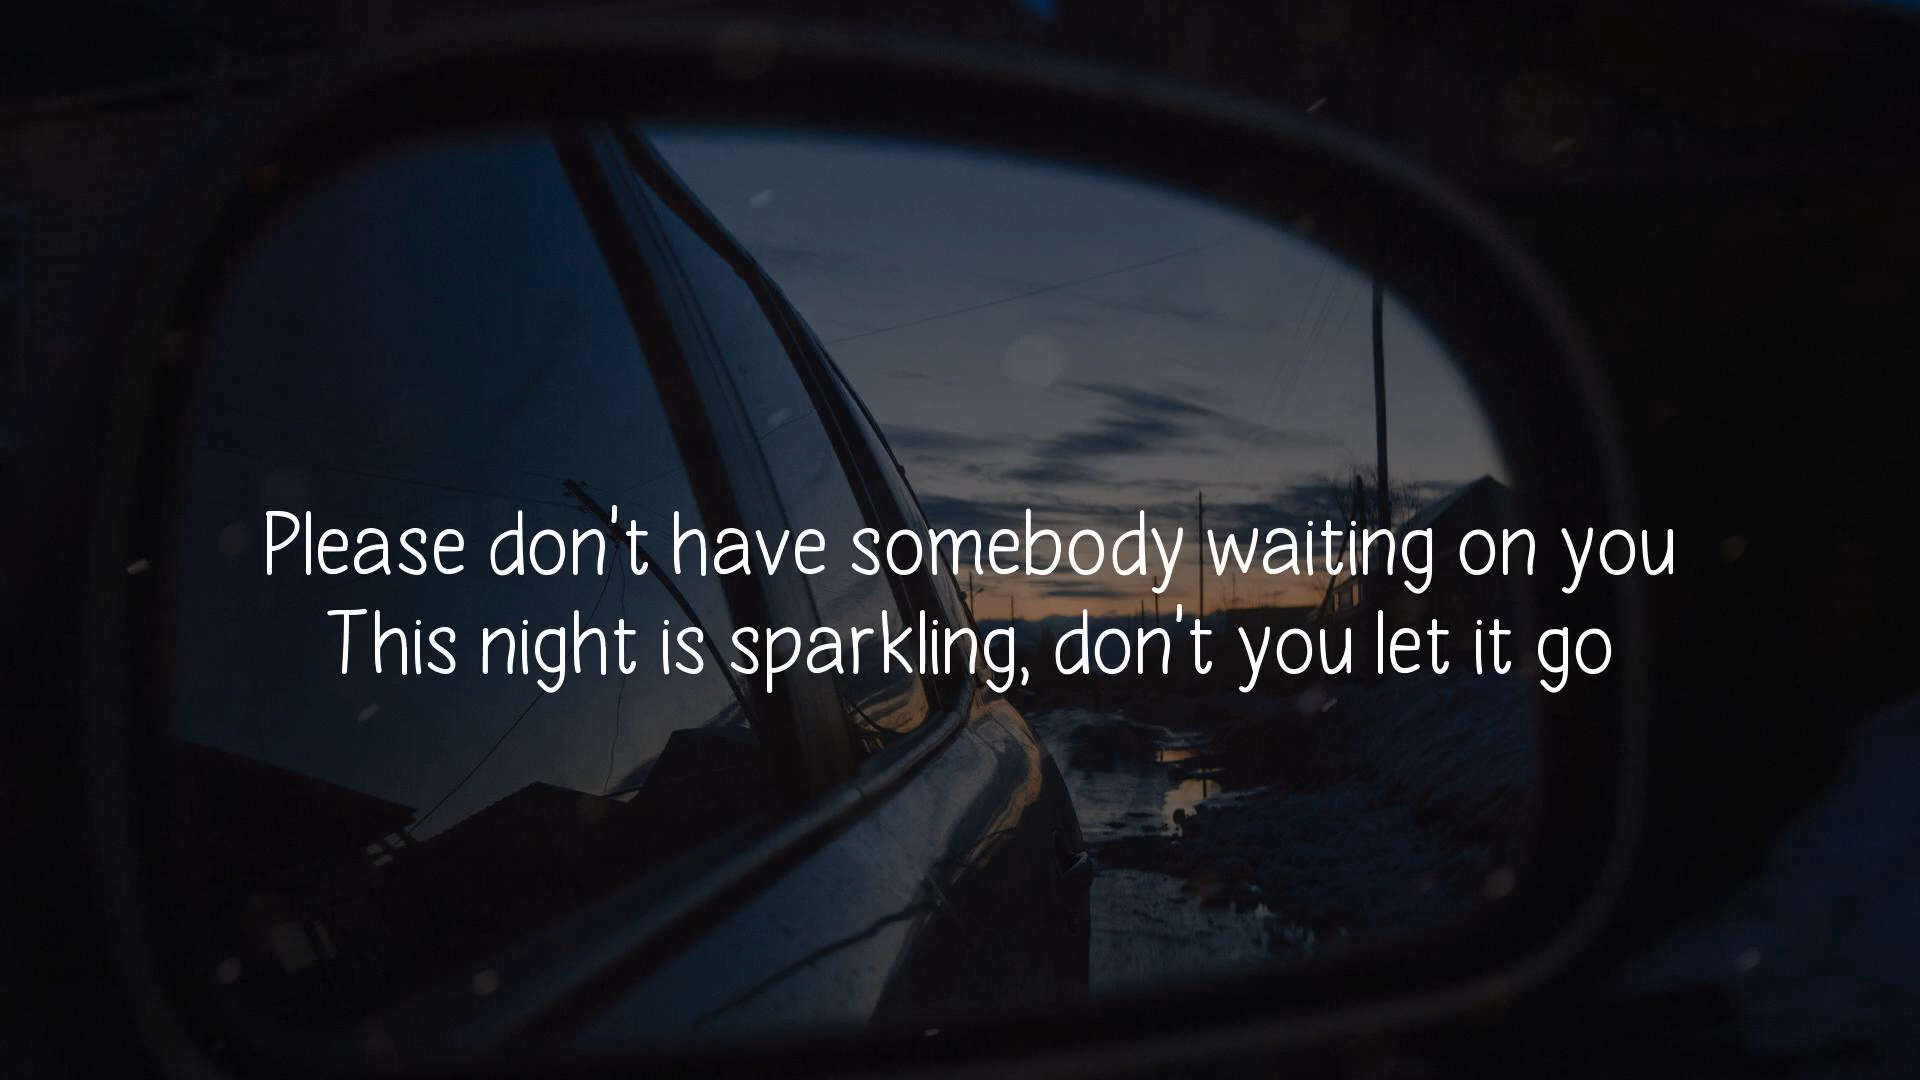 Please don't have somebody waiting on you
This night is sparkling, don't you let it go